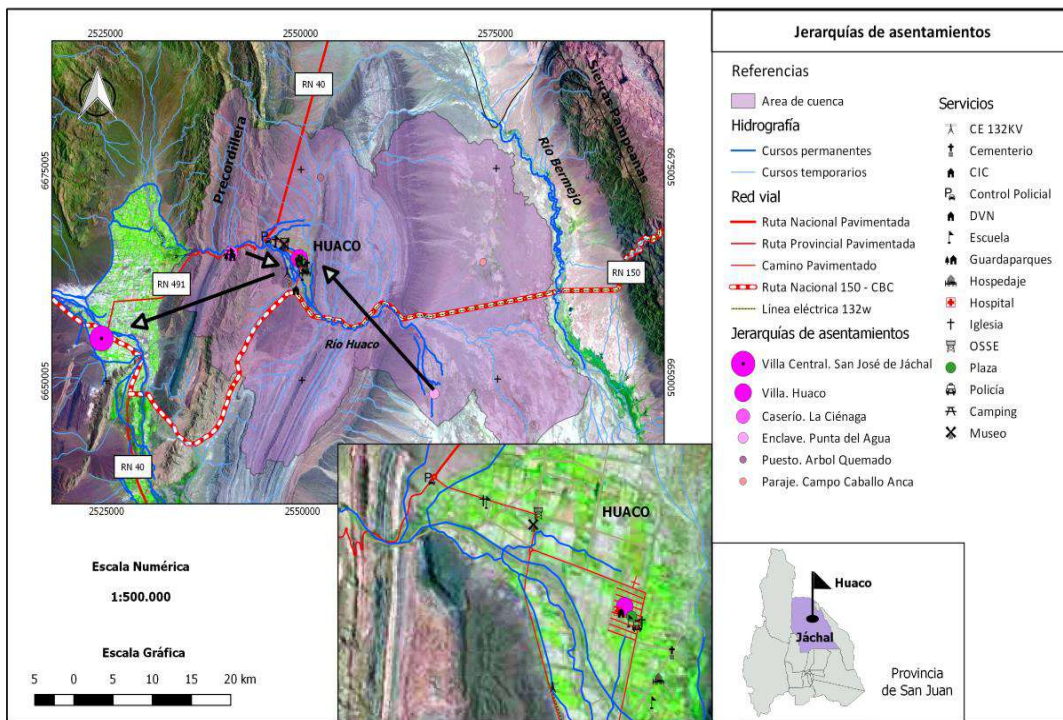 2525000
2550000
2575000
RN 40
Sierras Pampeanas
Precordillera
Río Bermejo
6675005
6675005
HUACO
RN 491
RN 150
Río Huaco
6650005
6650005
RN 40
2525000
2550000
HUACO
Escala Numérica
1:500.000
Escala Gráfica
5 0 5 10 15 20 km
Jerarquías de asentamientos
Referencias
Area de cuenca
Hidrografía
Cursos permanentes
Cursos temporarios
Red vial
Ruta Nacional Pavimentada
Ruta Provincial Pavimentada
Camino Pavimentado
Ruta Nacional 150 - CBC
Línea eléctrica 132w
Jerarquías de asentamientos
Villa Central. San José de Jáchal
Villa. Huaco
Caserío. La Ciénaga
Enclave. Punta del Agua
Puesto. Arbol Quemado
Paraje. Campo Caballo Anca
Servicios
CE 132KV
Cementerio
CIC
Control Policial
DVN
Escuela
Guardaparques
Hospedaje
Hospital
Iglesia
OSSE
Plaza
Policía
Camping
Museo
Huaco
Jáchal
Provincia
de San Juan